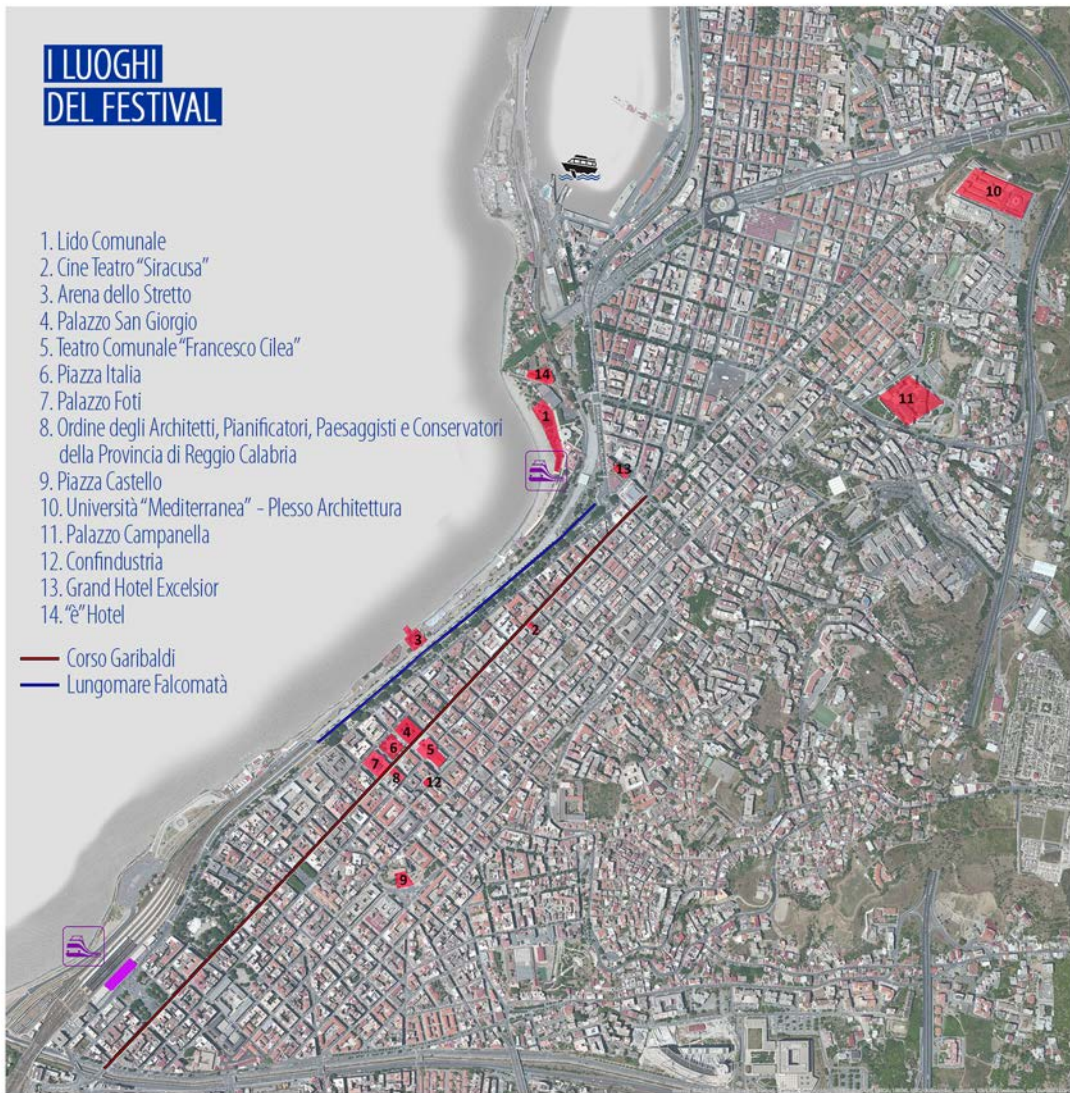 I LUOGHI
DEL FESTIVAL
1. Lido Comunale
2. Cine Teatro “Siracusa”
3. Arena dello Stretto
4. Palazzo San Giorgio
5. Teatro Comunale “Francesco Cilea”
6. Piazza Italia
7. Palazzo Foti
8. Ordine degli Architetti, Pianificatori, Paesaggisti e Conservatori
della Provincia di Reggio Calabria
9. Piazza Castello
10. Università “Mediterranea” - Plesso Architettura
11. Palazzo Campanella
12. Confindustria
13. Grand Hotel Excelsior
14. “è” Hotel
Corso Garibaldi
Lungomare Falcomatà
10
14
11
1
13
2
3
4
6
5
7
8
12
9